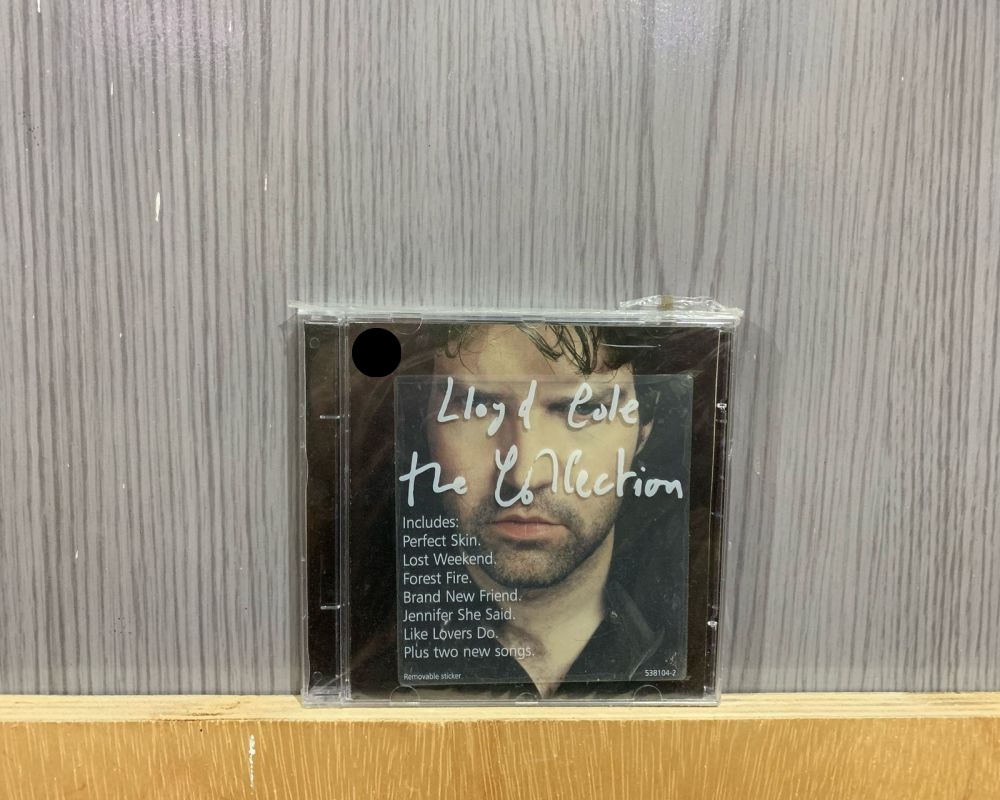 Lloyd Cole
the Collection
Includes:
Perfect Skin.
Lost Weekend.
Forest Fire.
Brand New Friend.
Jennifer She Said.
Like Lovers Do.
Plus two new songs.
Removable sticker
538104-2